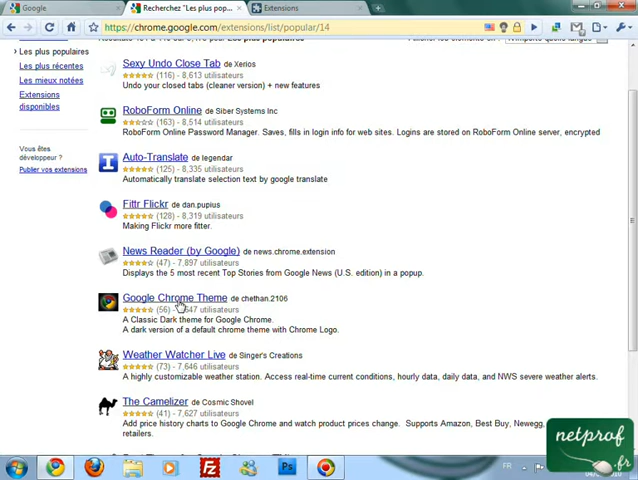 Google
Recherchez "Les plus pop...
Extensions
https://chrome.google.com/extensions/list/popular/14
Les plus populaires
Les plus récentes
Les mieux notées
Extensions
disponibles
Vous êtes
développeur ?
Publier vos extensions
Sexy Undo Close Tab de Xerios
(116) - 8,613 utilisateurs
Undo your closed tabs (cleaner version) + new features
RoboForm Online de Siber Systems Inc
(163) - 8,514 utilisateurs
RoboForm Online Password Manager. Saves, fills in login info for web sites. Logins are stored on RoboForm Online server, encrypted
Auto-Translate de legendar
(125) - 8,335 utilisateurs
Automatically translate selection text by google translate
Fittr Flickr de dan.pupius
(128) - 8,319 utilisateurs
Making Flickr more fitter.
News Reader (by Google) de news.chrome.extension
(47) - 7,897 utilisateurs
Displays the 5 most recent Top Stories from Google News (U.S. edition) in a popup.
Google Chrome Theme de chethan.2106
(56) - 647 utilisateurs
A Classic Dark theme for Google Chrome.
A dark version of a default chrome theme with Chrome Logo.
Weather Watcher Live de Singer's Creations
(73) - 7,646 utilisateurs
A highly customizable weather station. Access real-time current conditions, hourly data, daily data, and NWS severe weather alerts.
The Camelizer de Cosmic Shovel
(41) - 7,627 utilisateurs
Add price history charts to Google Chrome and watch product prices change. Supports Amazon, Best Buy, Newegg,
retailers.
netprof
.fr
FR